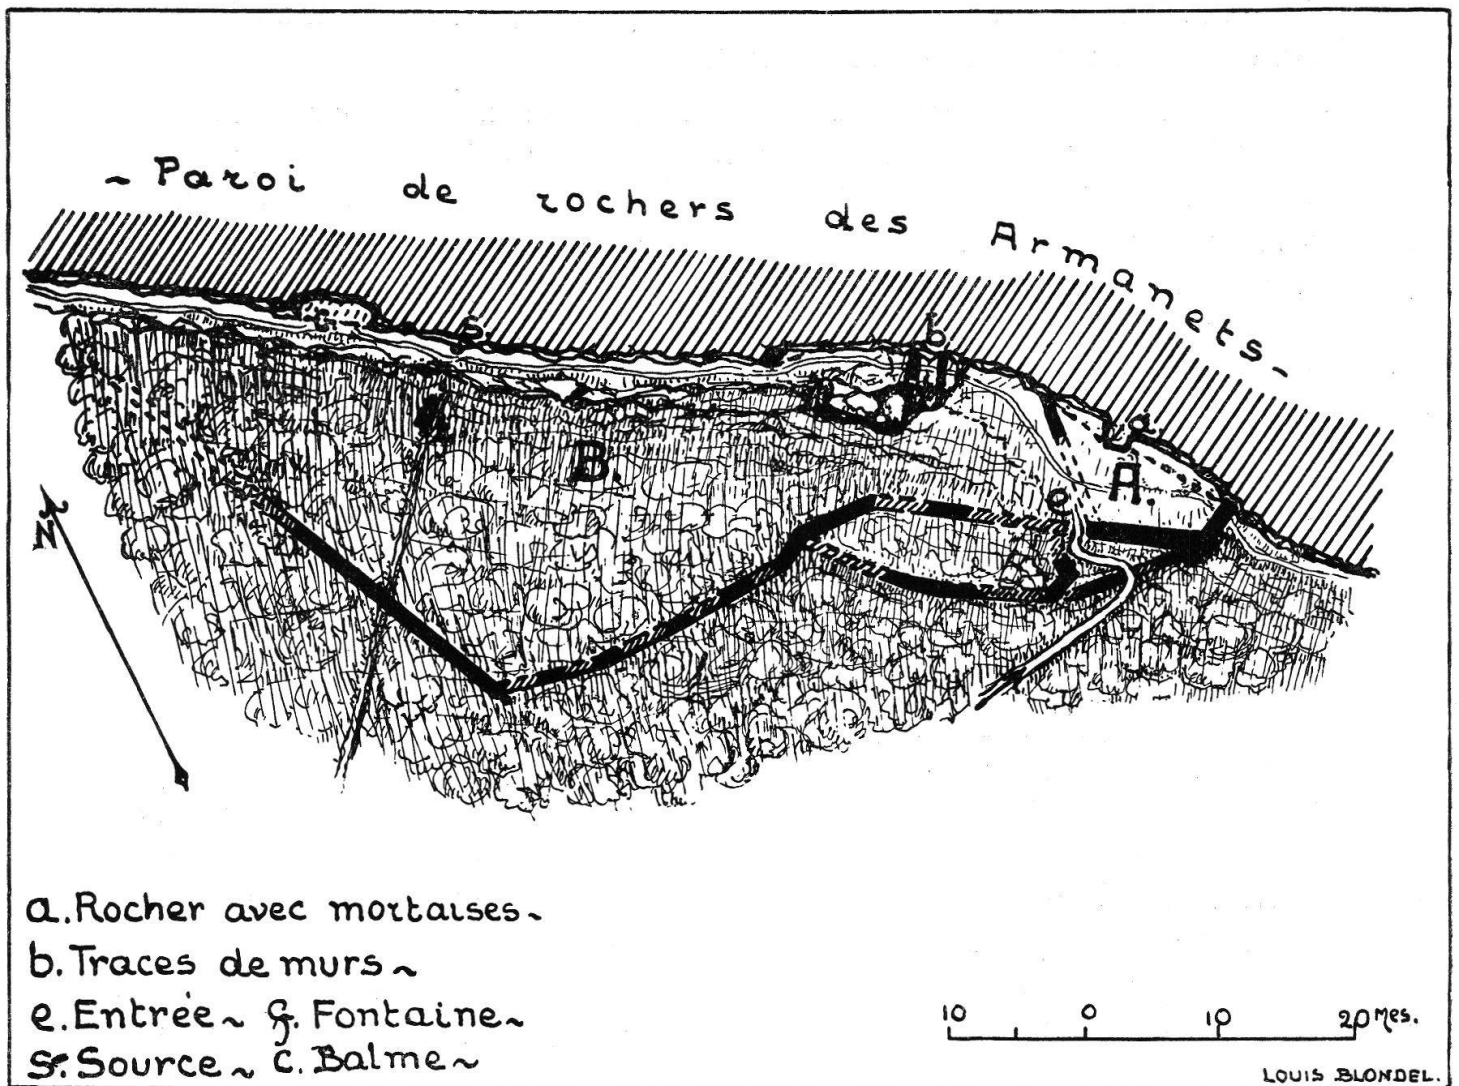 ~ Paroi de rochers des Armanets ~
s.
b
a.
A.
B.
e
N
a. Rocher avec mortaises ~
b. Traces de murs ~
e. Entrée ~ f. Fontaine ~
s. Source ~ c. Balme ~
10 0 10 20 Mes.
LOUIS BLONDEL.